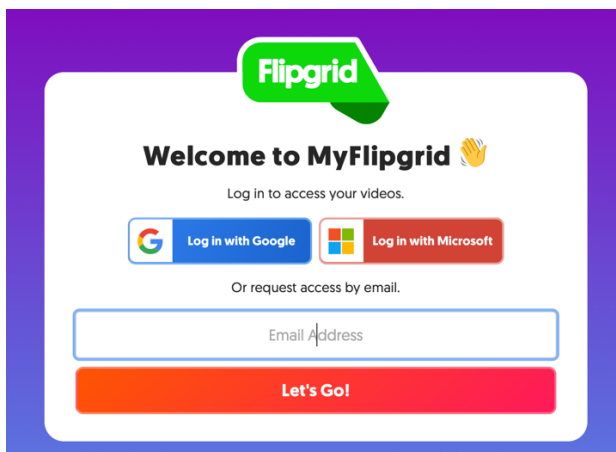 Flipgrid
Welcome to MyFlipgrid 👋
Log in to access your videos.
Log in with Google
Log in with Microsoft
Or request access by email.
Email Address
Let's Go!